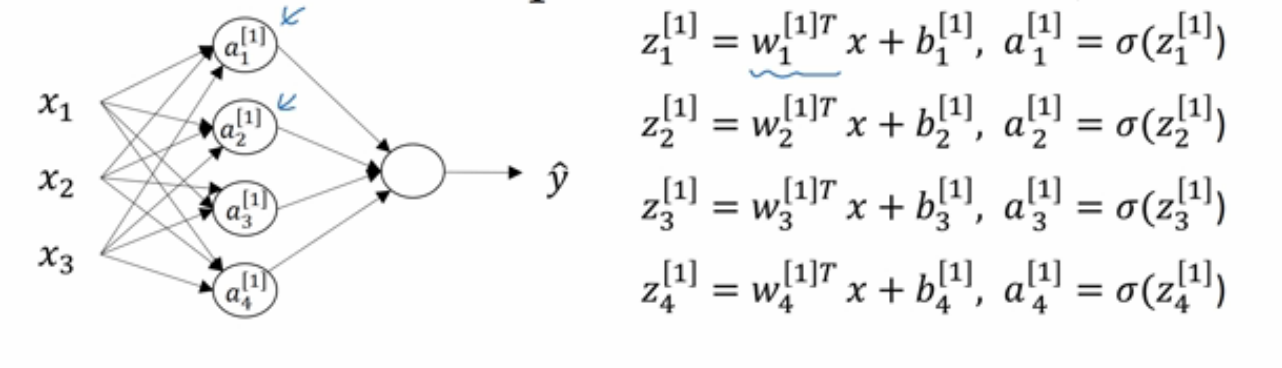 a₁^[1]
z₁^[1] = w₁^[1]T x + b₁^[1], a₁^[1] = σ(z₁^[1])
x₁
a₂^[1]
z₂^[1] = w₂^[1]T x + b₂^[1], a₂^[1] = σ(z₂^[1])
x₂
ŷ
a₃^[1]
z₃^[1] = w₃^[1]T x + b₃^[1], a₃^[1] = σ(z₃^[1])
x₃
a₄^[1]
z₄^[1] = w₄^[1]T x + b₄^[1], a₄^[1] = σ(z₄^[1])